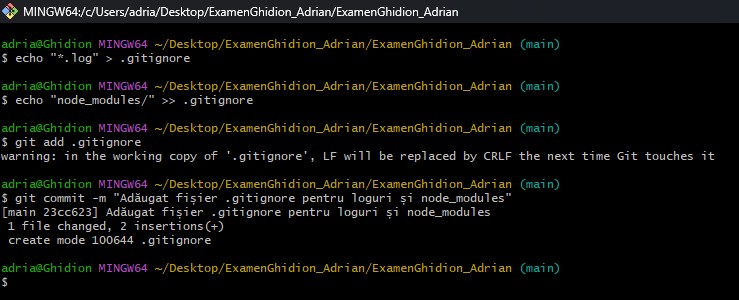 MINGW64:/c/Users/adria/Desktop/ExamenGhidion_Adrian/ExamenGhidion_Adrian
adria@Ghidion MINGW64 ~/Desktop/ExamenGhidion_Adrian/ExamenGhidion_Adrian (main)
$ echo "*.log" > .gitignore
adria@Ghidion MINGW64 ~/Desktop/ExamenGhidion_Adrian/ExamenGhidion_Adrian (main)
$ echo "node_modules/" >> .gitignore
adria@Ghidion MINGW64 ~/Desktop/ExamenGhidion_Adrian/ExamenGhidion_Adrian (main)
$ git add .gitignore
warning: in the working copy of '.gitignore', LF will be replaced by CRLF the next time Git touches it
adria@Ghidion MINGW64 ~/Desktop/ExamenGhidion_Adrian/ExamenGhidion_Adrian (main)
$ git commit -m "Adăugat fișier .gitignore pentru loguri și node_modules"
[main 23cc623] Adăugat fișier .gitignore pentru loguri și node_modules
 1 file changed, 2 insertions(+)
 create mode 100644 .gitignore
adria@Ghidion MINGW64 ~/Desktop/ExamenGhidion_Adrian/ExamenGhidion_Adrian (main)
$